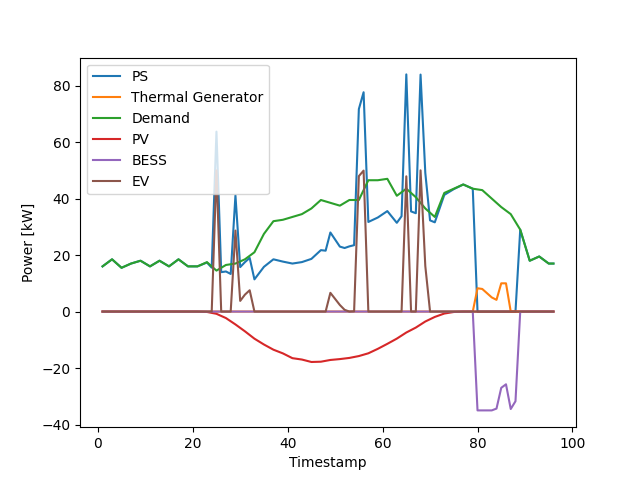 PS
Thermal Generator
Demand
PV
BESS
EV
Power [kW]
80
60
40
20
0
−20
−40
0 20 40 60 80 100
Timestamp